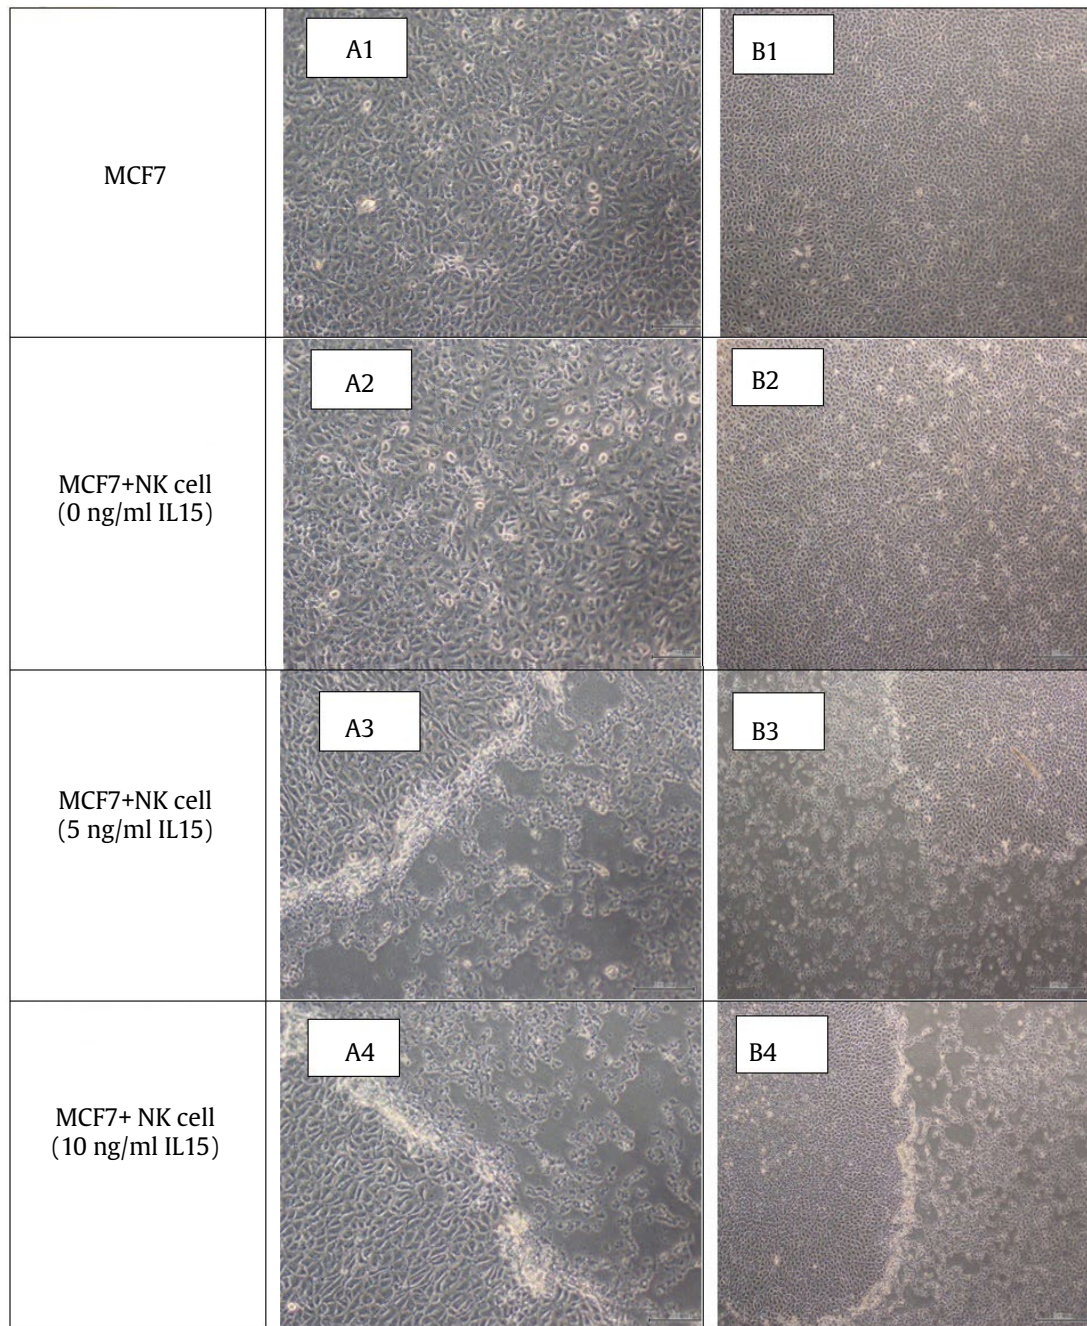 MCF7
A1
B1
MCF7+NK cell
(0 ng/ml IL15)
A2
B2
MCF7+NK cell
(5 ng/ml IL15)
A3
B3
MCF7+ NK cell
(10 ng/ml IL15)
A4
B4